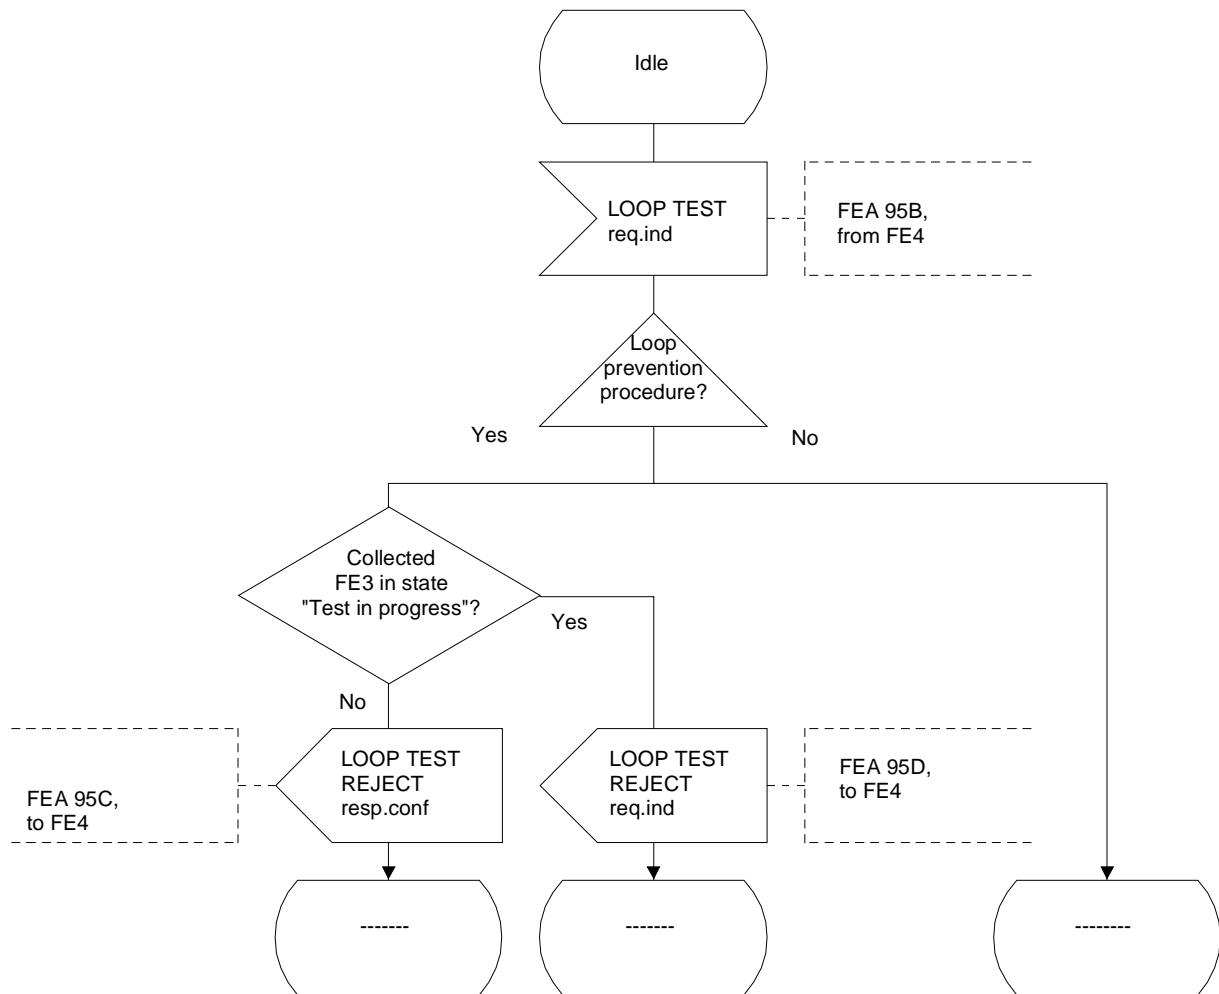 Idle
LOOP TEST
req.ind
FEA 95B,
from FE4
Loop
prevention
procedure?
Yes
No
Collected
FE3 in state
"Test in progress"?
Yes
No
LOOP TEST
REJECT
resp.conf
FEA 95C,
to FE4
LOOP TEST
REJECT
req.ind
FEA 95D,
to FE4
-------
-------
--------